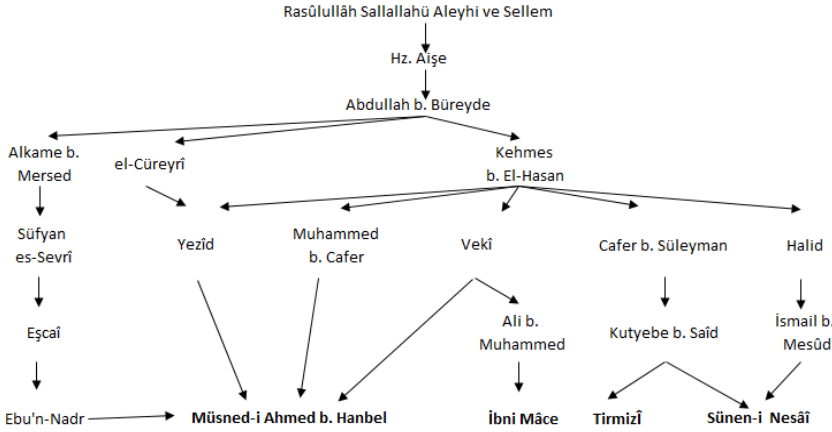 Rasûlullâh Sallallahü Aleyhi ve Sellem
Hz. Aişe
Abdullah b. Büreyde
Alkame b.
Mersed
el-Cüreyrî
Kehmes
b. El-Hasan
Süfyan
es-Sevrî
Yezîd
Muhammed
b. Cafer
Vekî
Cafer b. Süleyman
Halid
Eşcaî
Ali b.
Muhammed
Kutyebe b. Saîd
İsmail b.
Mesûd
Ebu'n-Nadr
Müsned-i Ahmed b. Hanbel
İbni Mâce
Tirmizî
Sünen-i Nesâî